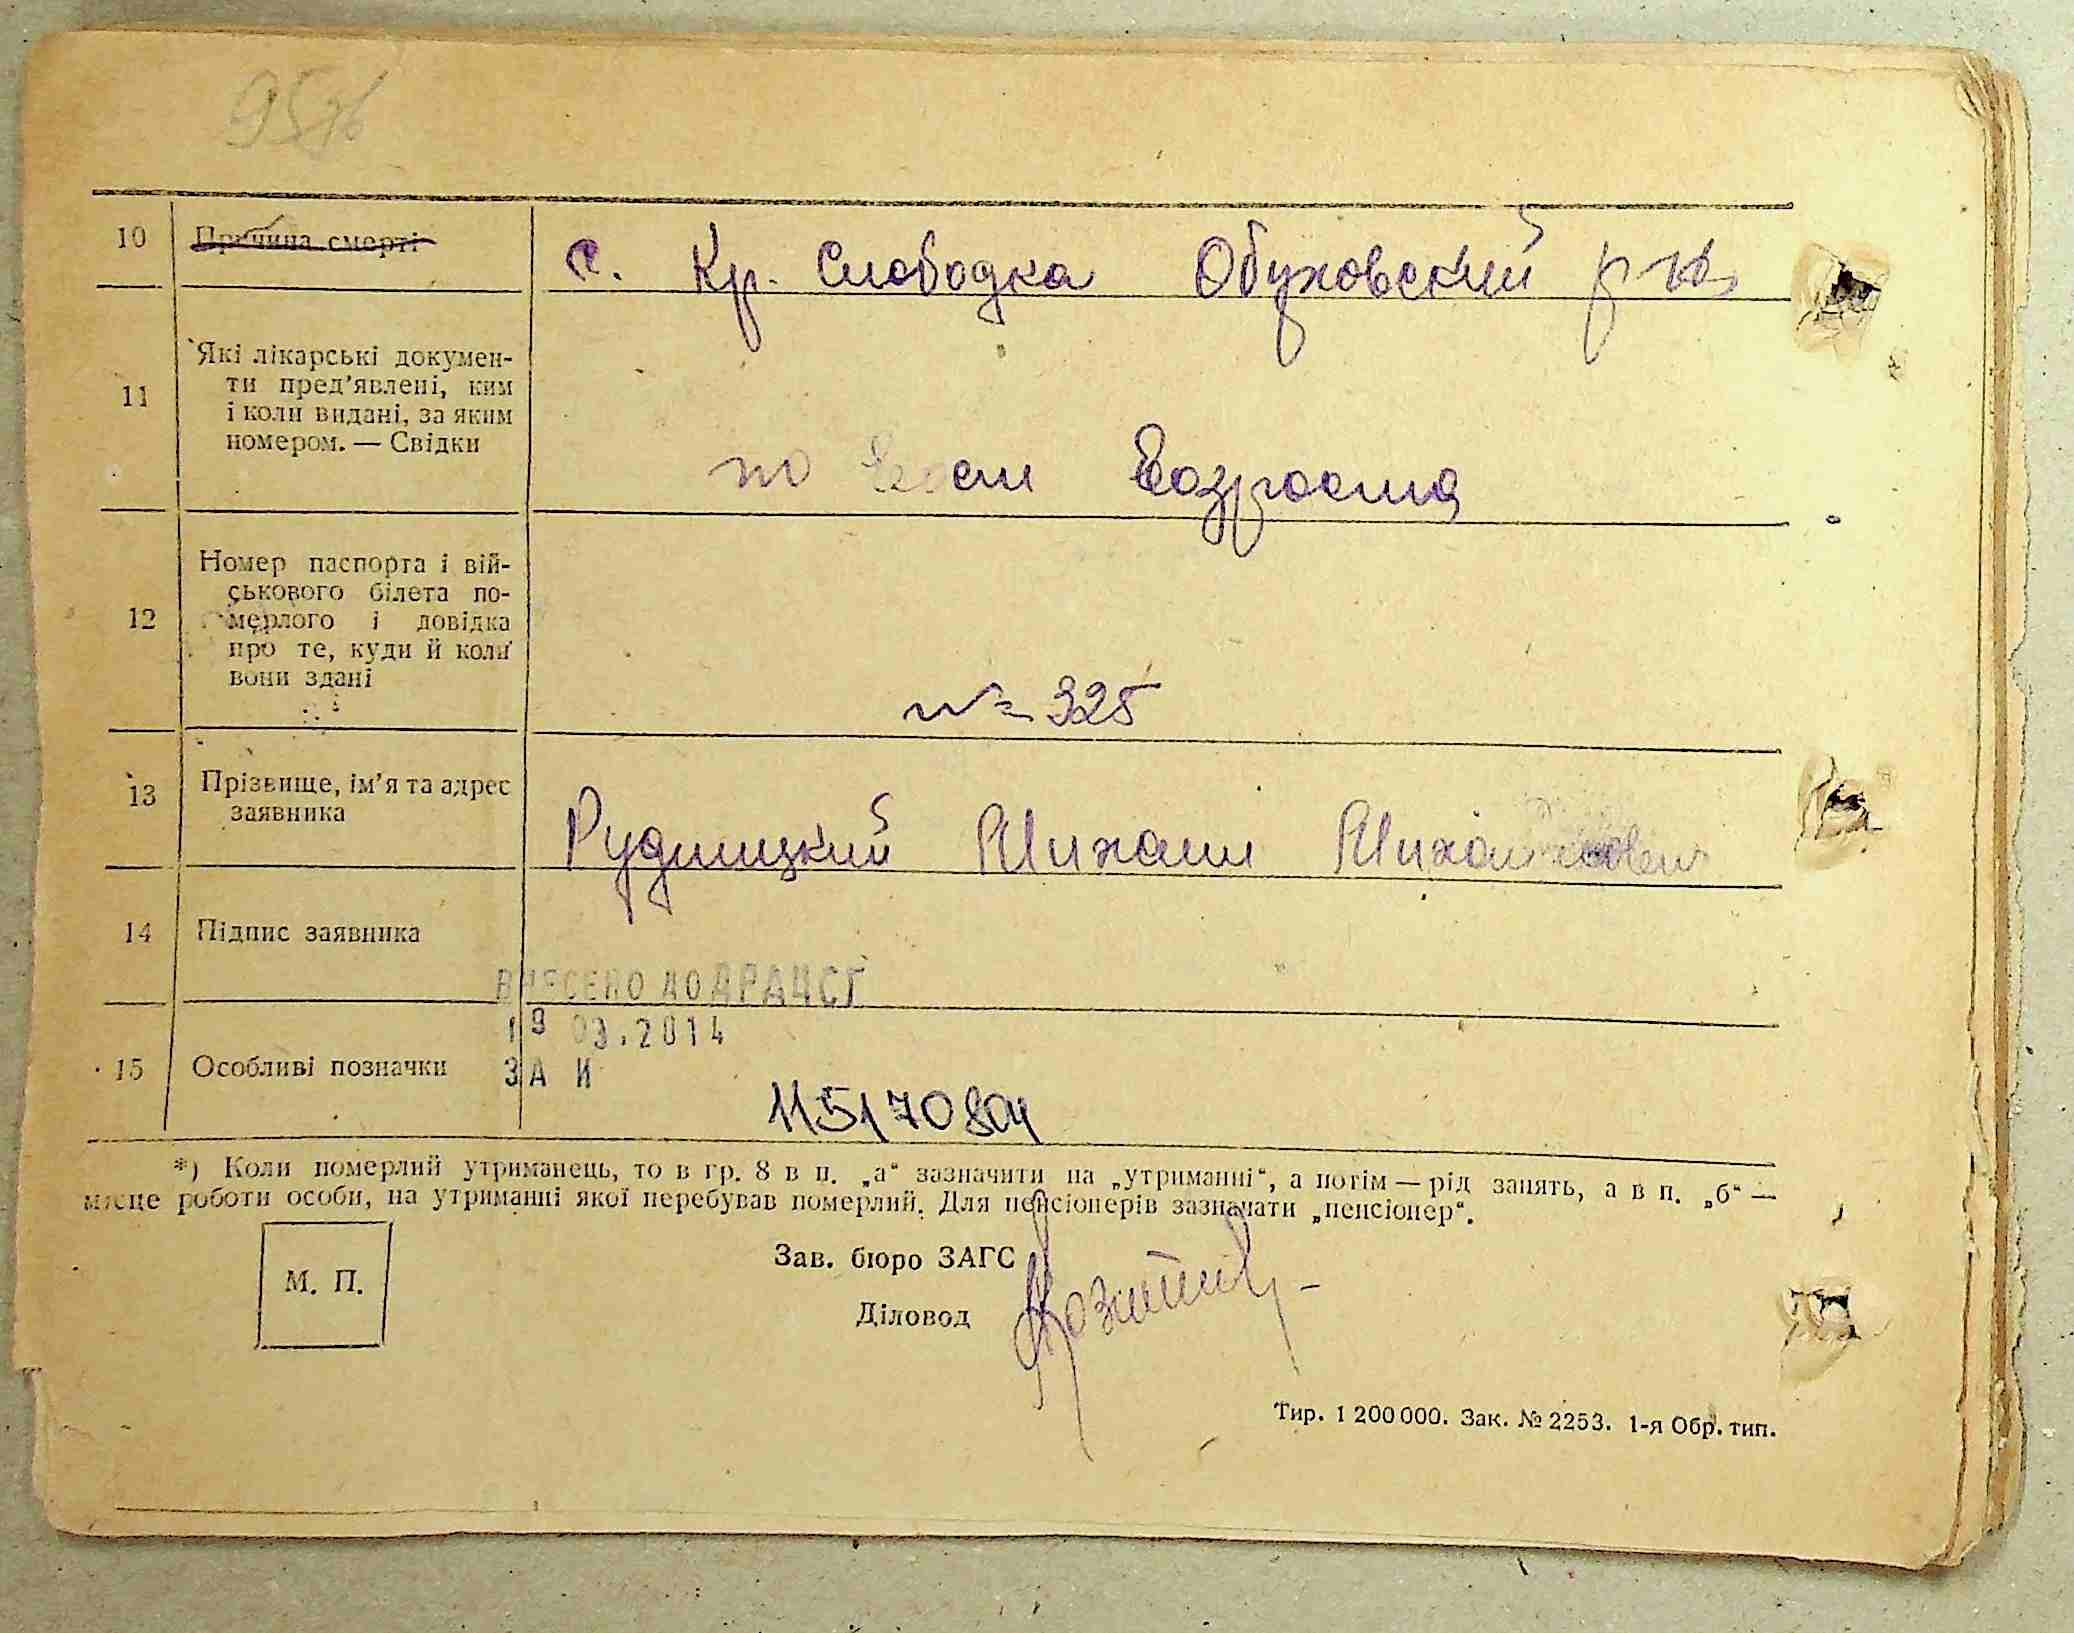 10 Причина смерті с. Кр. Слободка Обуховский р-н
11 Які лікарські докумен-
ти пред'явлені, ким
і коли видані, за яким
номером. — Свідки
по Возраста
12 Номер паспорта і вій-
ського білета по-
мерлого і довідка
про те, куди й коли
вони здані
№ 325
13 Прізвище, ім'я та адрес
заявника
Рудницкий Михаил Михайлович
14 Підпис заявника
ВНЕСЕНО ДО ДРАЦСГ
19 03.2014
15 Особливі позначки ЗА И
*) Коли померлий утриманець, то в гр. 8 в п. „а“ зазначити на „утриманні“, а потім — рід занять, а в п. „б“ —
місце роботи особи, на утриманні якої перебував померлий. Для пенсіонерів зазначати „пенсіонер“.
М. П.
Зав. бюро ЗАГС
Діловод
Тир. 1 200 000. Зак. № 2253. 1-я Обр. тип.